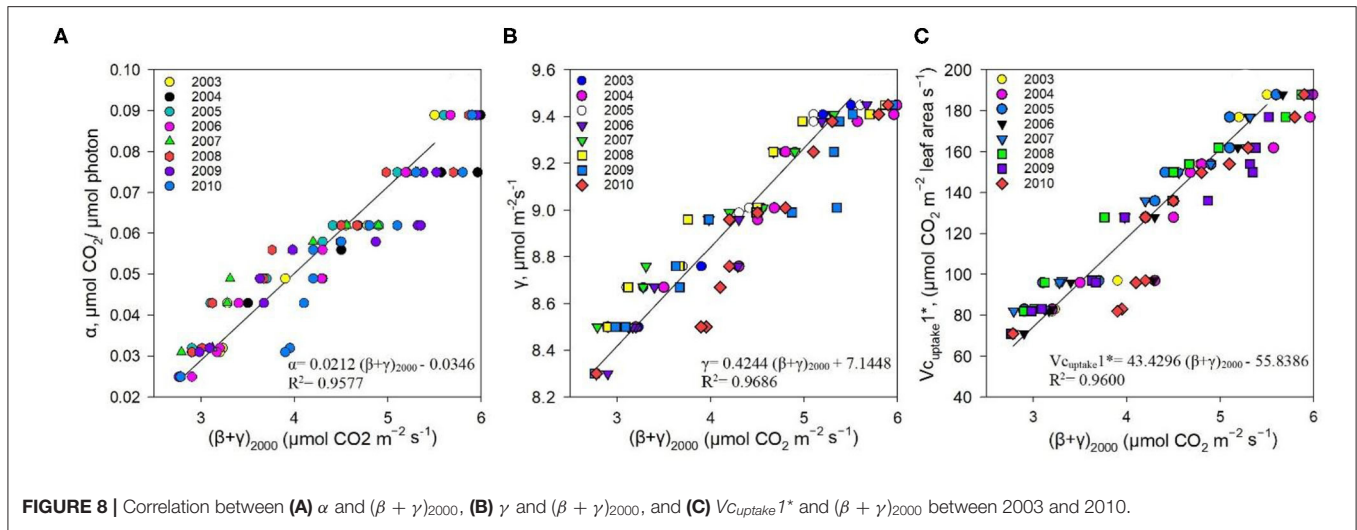 A
0.10
0.09
0.08
0.07
0.06
0.05
0.04
0.03
0.02
α, μmol CO₂/ μmol photon
2003
2004
2005
2006
2007
2008
2009
2010
α= 0.0212 (β+γ)₂₀₀₀ - 0.0346
R²= 0.9577
3 4 5 6
(β+γ)₂₀₀₀ (μmol CO2 m⁻² s⁻¹)
B
9.6
9.4
9.2
9.0
8.8
8.6
8.4
8.2
γ, μmol m⁻²s⁻¹
2003
2004
2005
2006
2007
2008
2009
2010
γ= 0.4244 (β+γ)₂₀₀₀ + 7.1448
R²= 0.9686
3 4 5 6
(β+γ)₂₀₀₀ (μmol CO₂ m⁻² s⁻¹)
C
200
180
160
140
120
100
80
60
40
Vc_uptake1*, (μmol CO₂ m⁻² leaf area s⁻¹)
2003
2004
2005
2006
2007
2008
2009
2010
Vc_uptake1*= 43.4296 (β+γ)₂₀₀₀ - 55.8386
R²= 0.9600
3 4 5 6
(β+γ)₂₀₀₀ (μmol CO₂ m⁻² s⁻¹)
FIGURE 8 | Correlation between (A) α and (β + γ)₂₀₀₀, (B) γ and (β + γ)₂₀₀₀, and (C) Vc_uptake1* and (β + γ)₂₀₀₀ between 2003 and 2010.